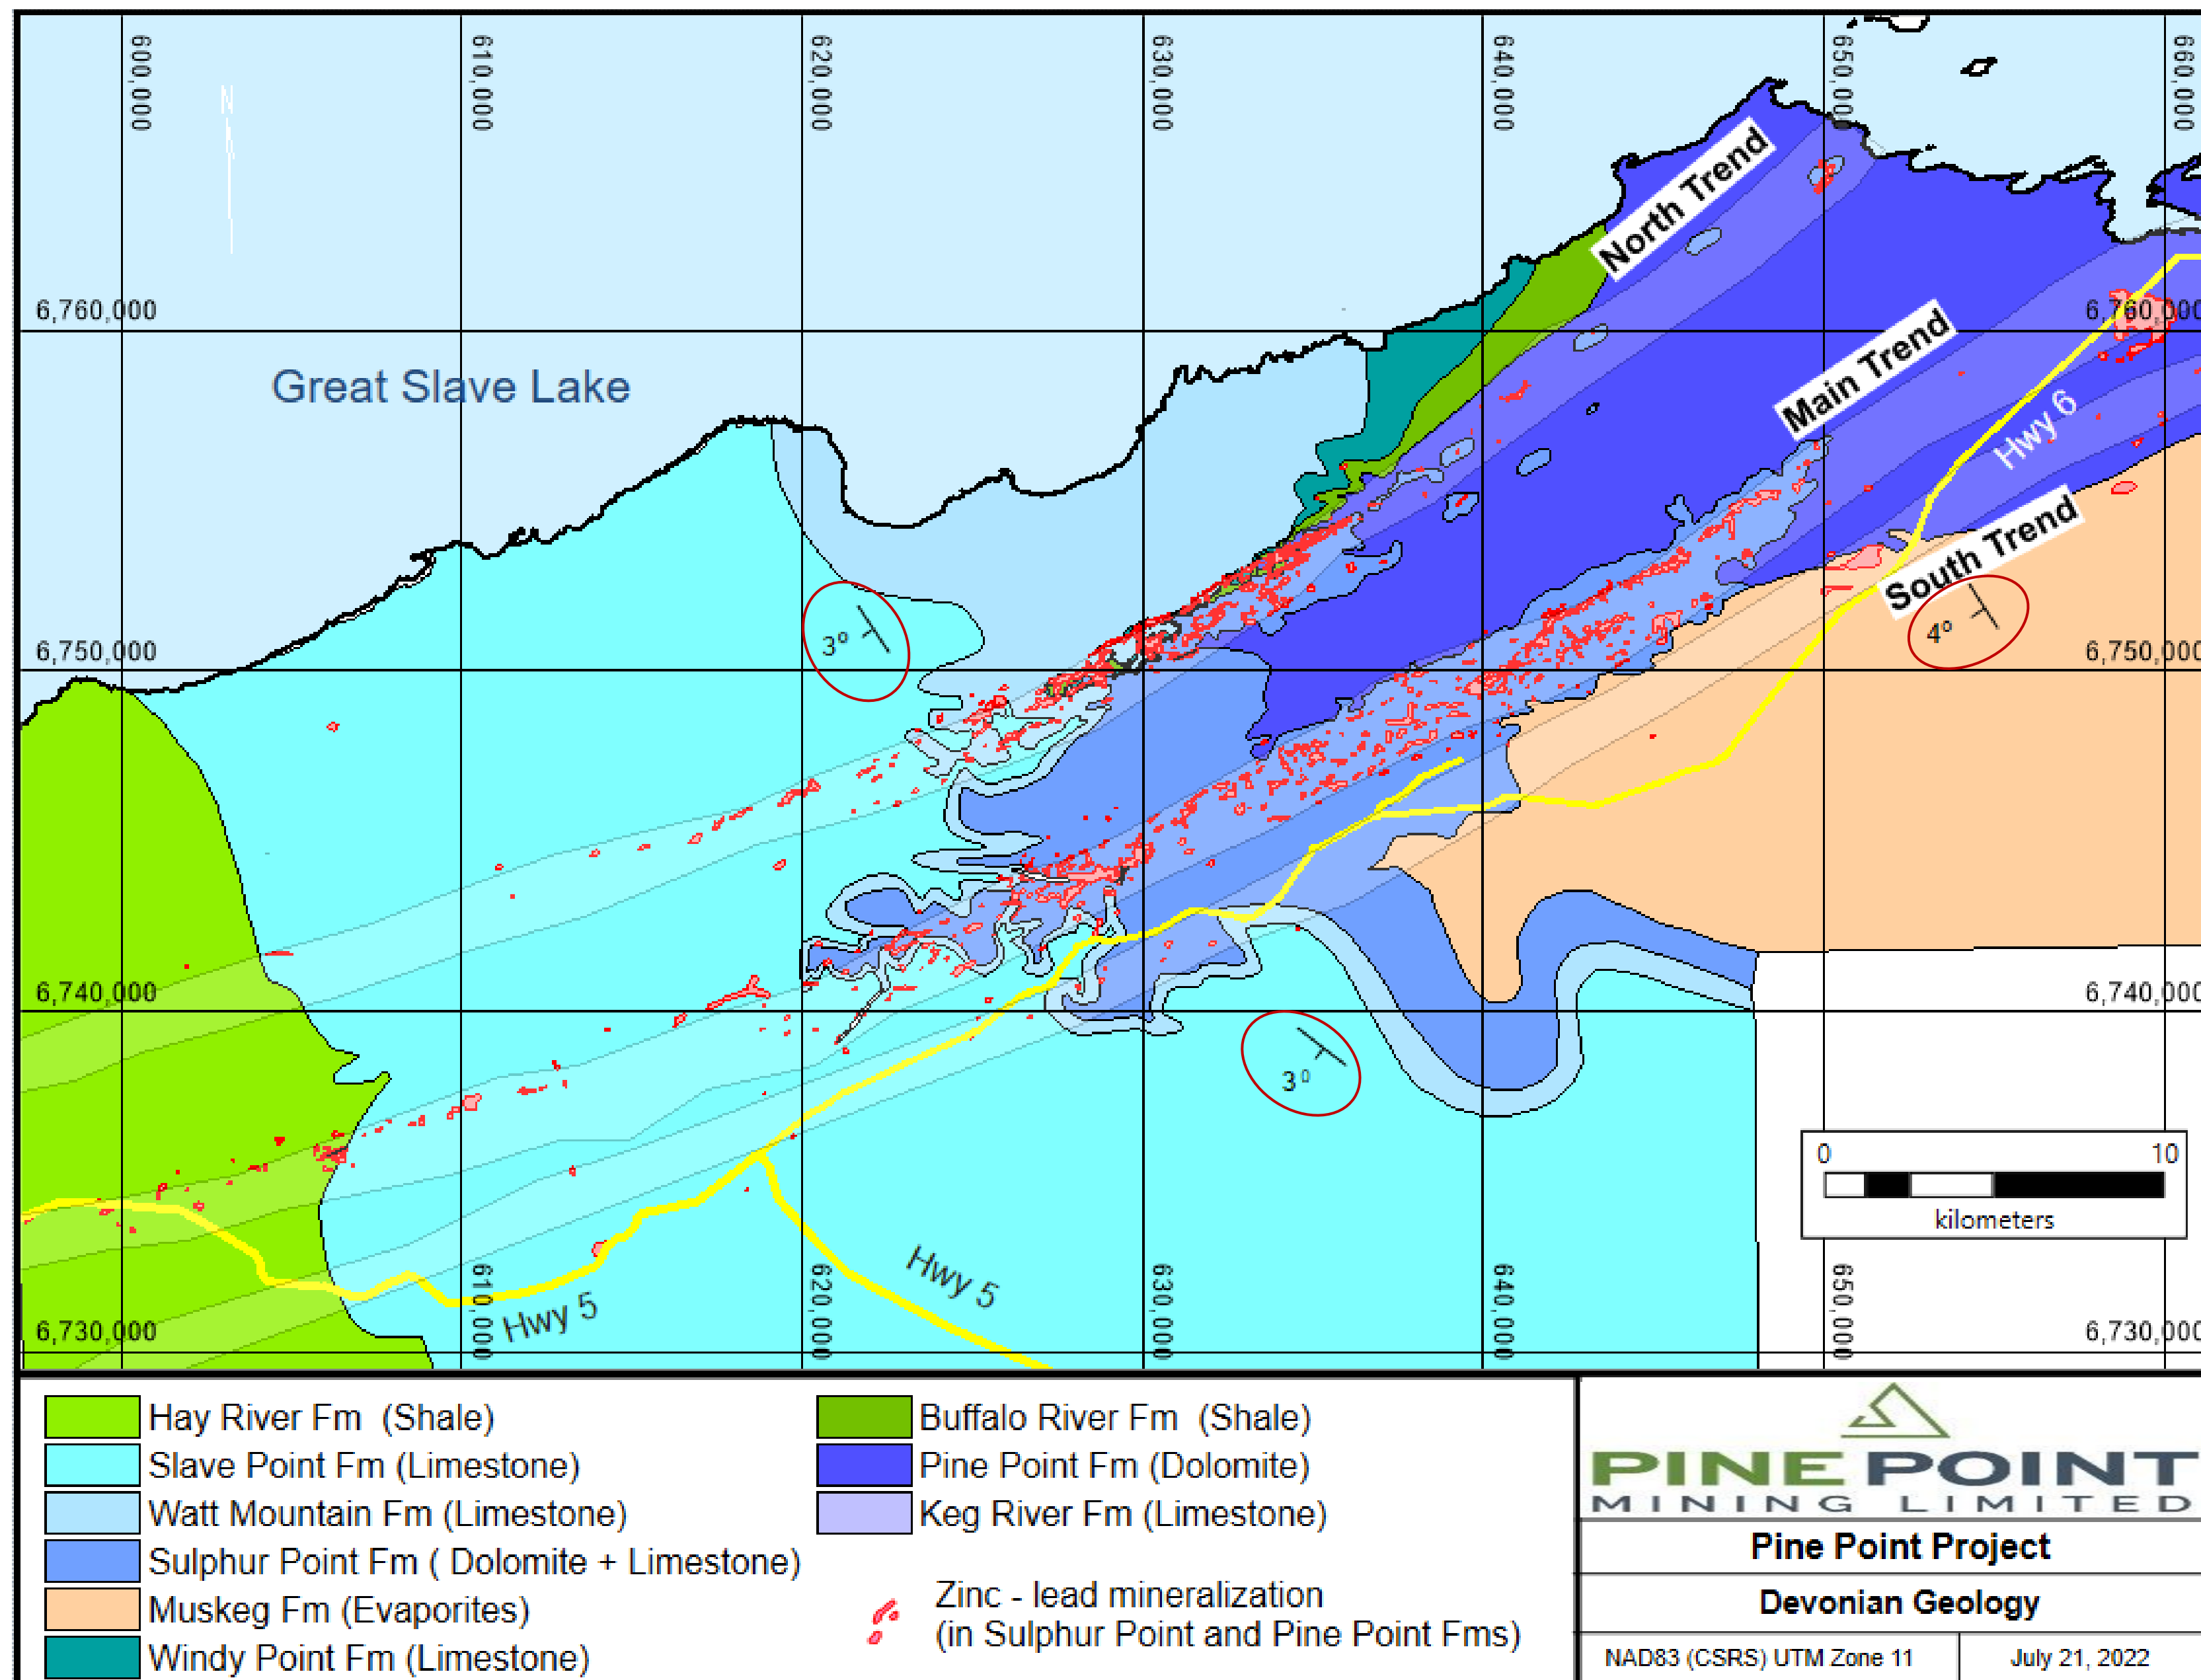 600,000
610,000
620,000
630,000
640,000
650,000
660,000
N
North Trend
6,760,000
6,760,000
Great Slave Lake
Main Trend
Hwy 6
South Trend
3°
4°
6,750,000
6,750,000
6,740,000
6,740,000
3⁰
0 10
kilometers
Hwy 5
Hwy 5
610,000
620,000
630,000
640,000
650,000
6,730,000
6,730,000
Hay River Fm (Shale)
Slave Point Fm (Limestone)
Watt Mountain Fm (Limestone)
Sulphur Point Fm ( Dolomite + Limestone)
Muskeg Fm (Evaporites)
Windy Point Fm (Limestone)
Buffalo River Fm (Shale)
Pine Point Fm (Dolomite)
Keg River Fm (Limestone)
Zinc - lead mineralization
(in Sulphur Point and Pine Point Fms)
PINE POINT
MINING LIMITED
Pine Point Project
Devonian Geology
NAD83 (CSRS) UTM Zone 11
July 21, 2022